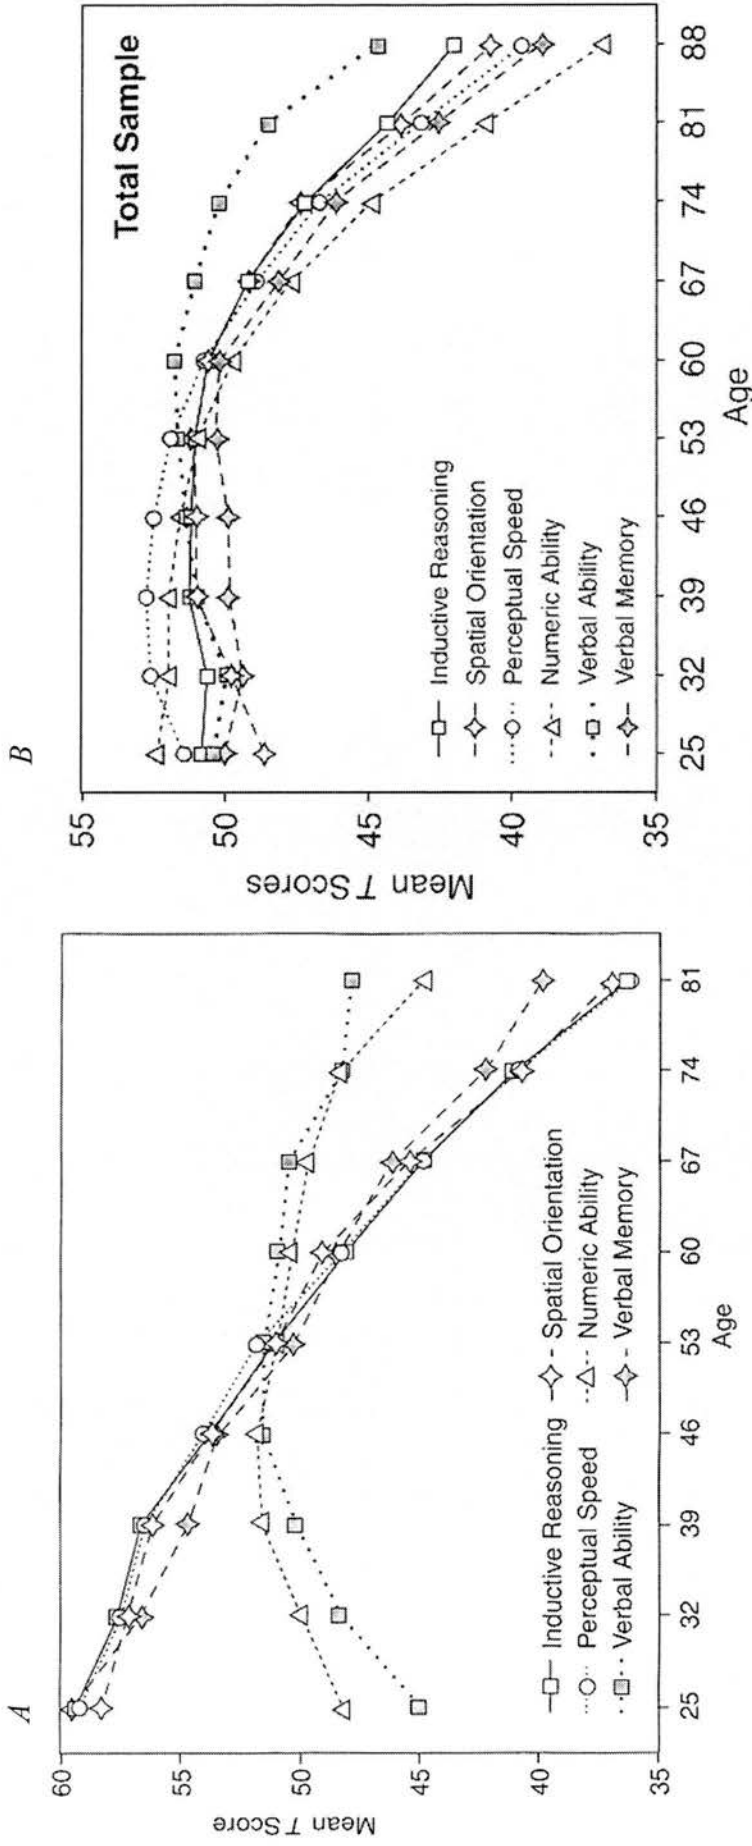 A
60
55
50
45
40
35
Mean T Score
25 32 39 46 53 60 67 74 81
Age
Inductive Reasoning
Spatial Orientation
Perceptual Speed
Numeric Ability
Verbal Ability
Verbal Memory
B
Total Sample
55
50
45
40
35
Mean T Scores
25 32 39 46 53 60 67 74 81 88
Age
Inductive Reasoning
Spatial Orientation
Perceptual Speed
Numeric Ability
Verbal Ability
Verbal Memory